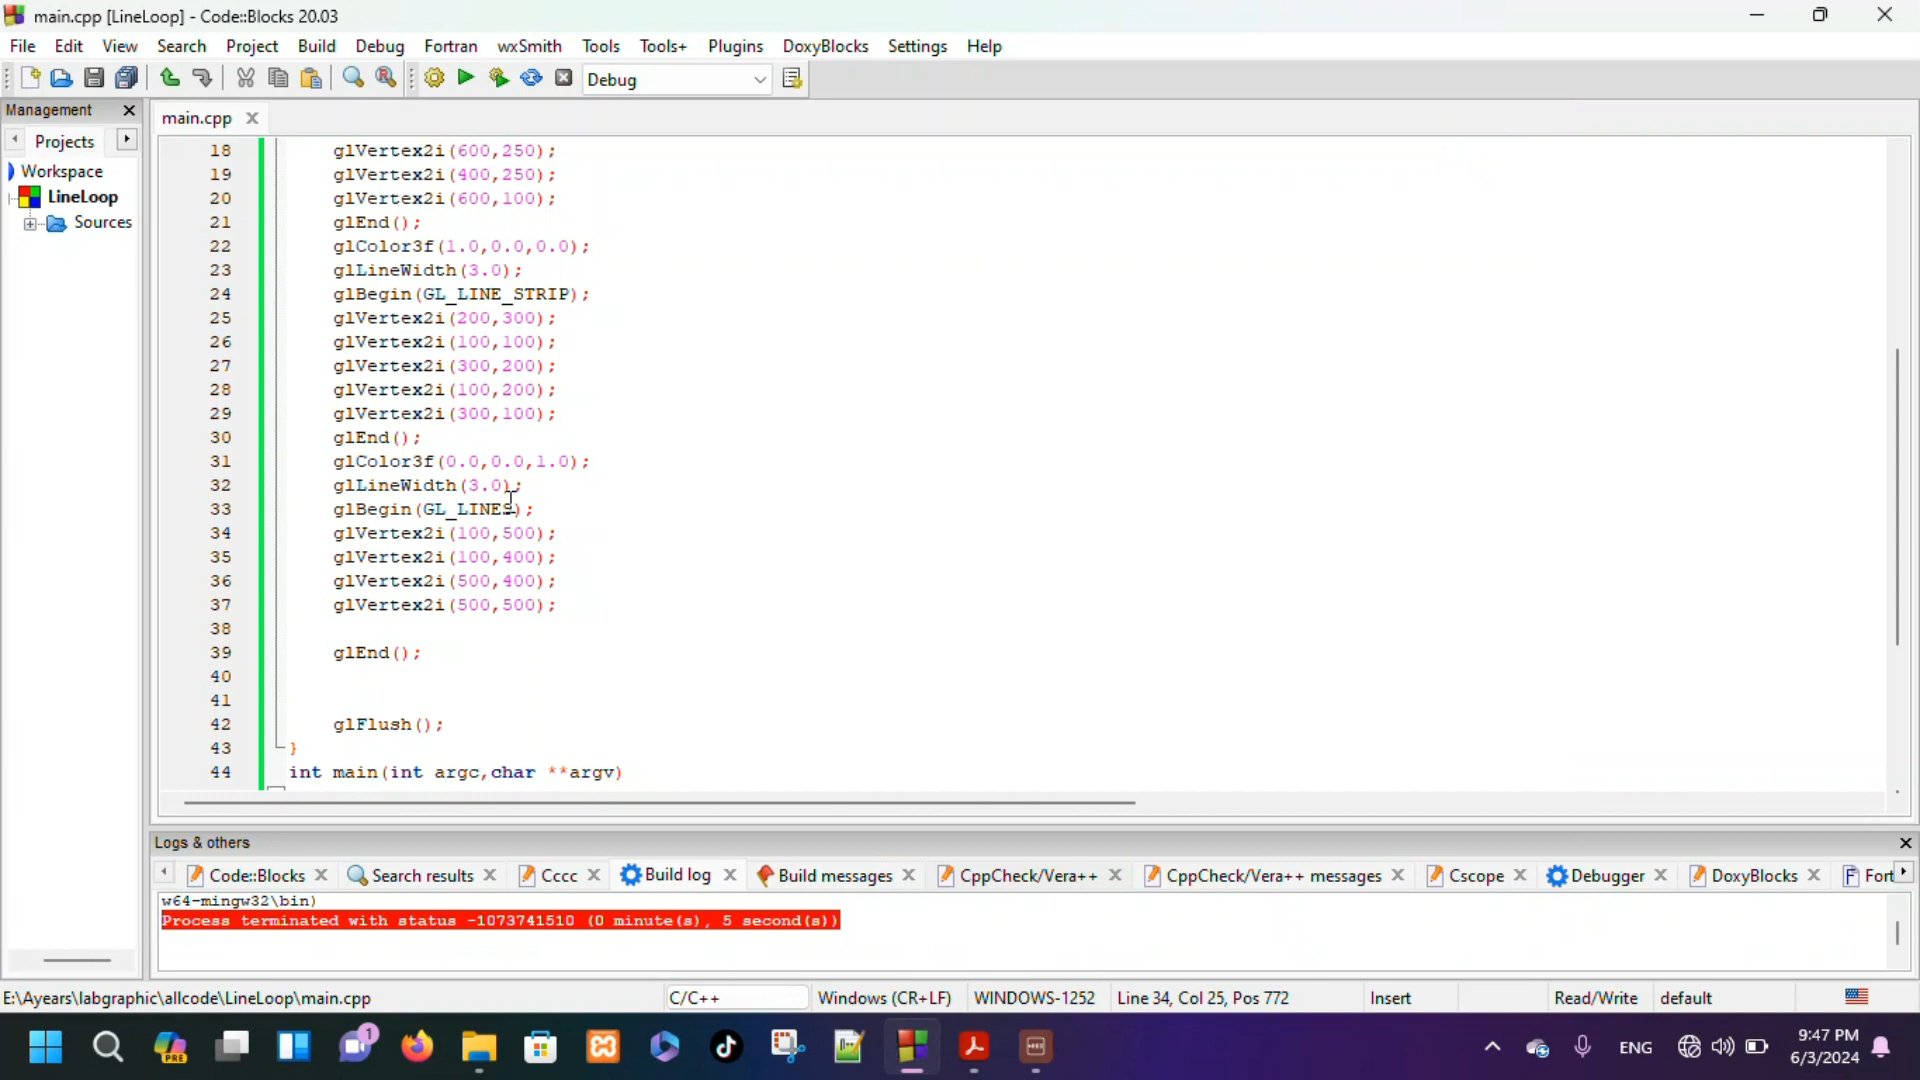 main.cpp [LineLoop] - Code::Blocks 20.03
File Edit View Search Project Build Debug Fortran wxSmith Tools Tools+ Plugins DoxyBlocks Settings Help
Debug
Management
main.cpp
Projects
Workspace
LineLoop
Sources
18 glVertex2i(600,250);
19 glVertex2i(400,250);
20 glVertex2i(600,100);
21 glEnd();
22 glColor3f(1.0,0.0,0.0);
23 glLineWidth(3.0);
24 glBegin(GL_LINE_STRIP);
25 glVertex2i(200,300);
26 glVertex2i(100,100);
27 glVertex2i(300,200);
28 glVertex2i(100,200);
29 glVertex2i(300,100);
30 glEnd();
31 glColor3f(0.0,0.0,1.0);
32 glLineWidth(3.0);
33 glBegin(GL_LINES);
34 glVertex2i(100,500);
35 glVertex2i(100,400);
36 glVertex2i(500,400);
37 glVertex2i(500,500);
38
39 glEnd();
40
41
42 glFlush();
43 }
44 int main(int argc,char **argv)
Logs & others
Code::Blocks Search results Cccc Build log Build messages CppCheck/Vera++ CppCheck/Vera++ messages Cscope Debugger DoxyBlocks Fort
w64-mingw32\bin)
Process terminated with status -1073741510 (0 minute(s), 5 second(s))
E:\Ayears\labgraphic\allcode\LineLoop\main.cpp C/C++ Windows (CR+LF) WINDOWS-1252 Line 34, Col 25, Pos 772 Insert Read/Write default
1
PRE
ENG
9:47 PM
6/3/2024